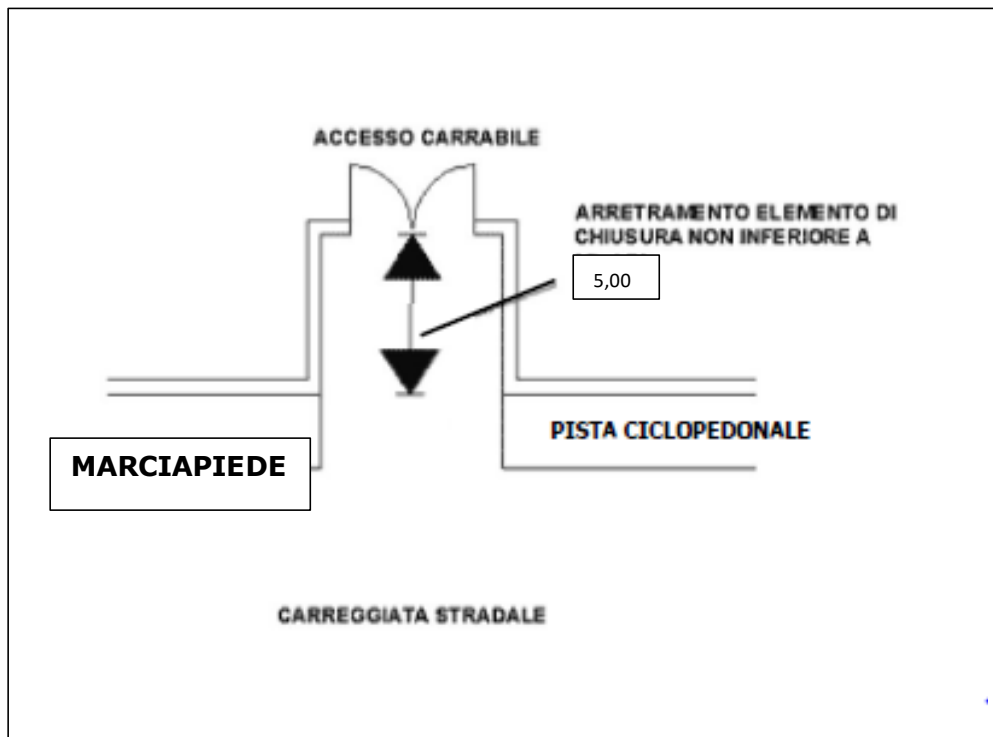 ACCESSO CARRABILE
ARRETRAMENTO ELEMENTO DI
CHIUSURA NON INFERIORE A
5,00
PISTA CICLOPEDONALE
MARCIAPIEDE
CARREGGIATA STRADALE